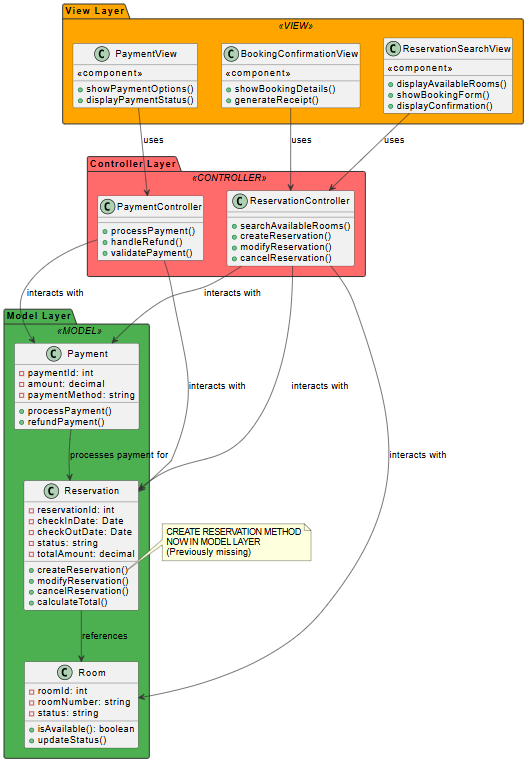 View Layer
«VIEW»
C PaymentView
«component»
showPaymentOptions()
displayPaymentStatus()
C BookingConfirmationView
«component»
showBookingDetails()
generateReceipt()
C ReservationSearchView
«component»
displayAvailableRooms()
showBookingForm()
displayConfirmation()
uses
uses
uses
Controller Layer
«CONTROLLER»
C PaymentController
processPayment()
handleRefund()
validatePayment()
C ReservationController
searchAvailableRooms()
createReservation()
modifyReservation()
cancelReservation()
interacts with
interacts with
Model Layer
«MODEL»
C Payment
paymentId: int
amount: decimal
paymentMethod: string
processPayment()
refundPayment()
interacts with
interacts with
interacts with
processes payment for
C Reservation
reservationId: int
checkInDate: Date
checkOutDate: Date
status: string
totalAmount: decimal
createReservation()
modifyReservation()
cancelReservation()
calculateTotal()
CREATE RESERVATION METHOD
NOW IN MODEL LAYER
(Previously missing)
references
C Room
roomId: int
roomNumber: string
status: string
isAvailable(): boolean
updateStatus()